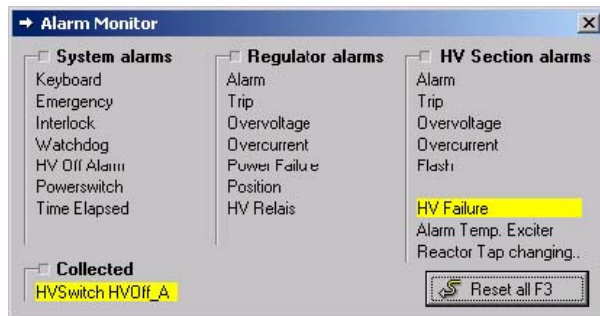 Alarm Monitor
System alarms
Keyboard
Emergency
Interlock
Watchdog
HV Off Alarm
Powerswitch
Time Elapsed
Collected
HVSwitch HVOff_A
Regulator alarms
Alarm
Trip
Overvoltage
Overcurrent
Power Failure
Position
HV Relais
HV Section alarms
Alarm
Trip
Overvoltage
Overcurrent
Flash
HV Failure
Alarm Temp. Exciter
Reactor Tap changing..
Reset all F3